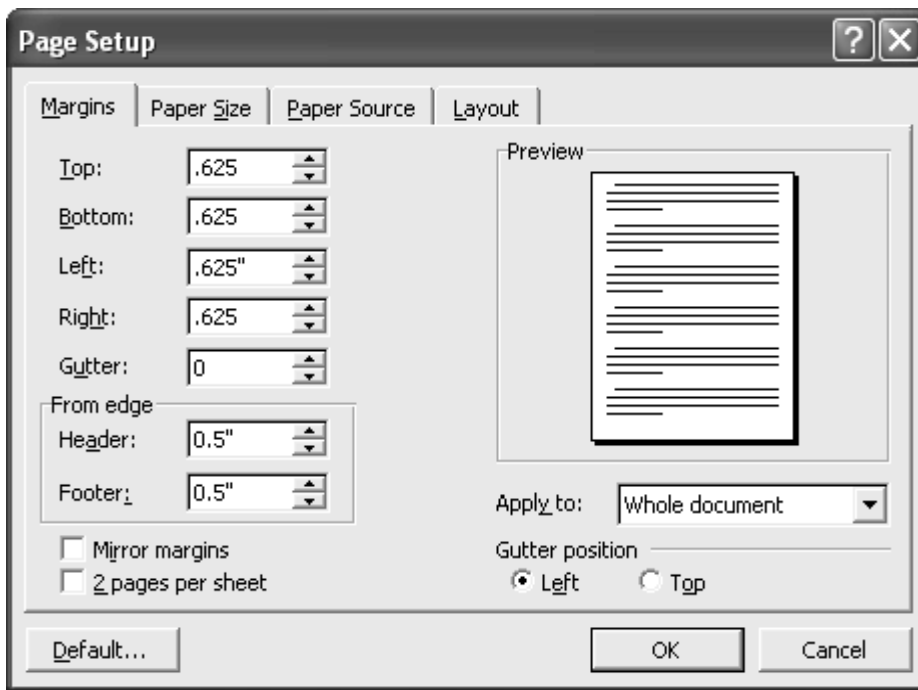 Page Setup
Margins Paper Size Paper Source Layout
Top: .625
Bottom: .625
Left: .625"
Right: .625
Gutter: 0
From edge
Header: 0.5"
Footer: 0.5"
Mirror margins
2 pages per sheet
Preview
Apply to: Whole document
Gutter position
Left Top
Default... OK Cancel